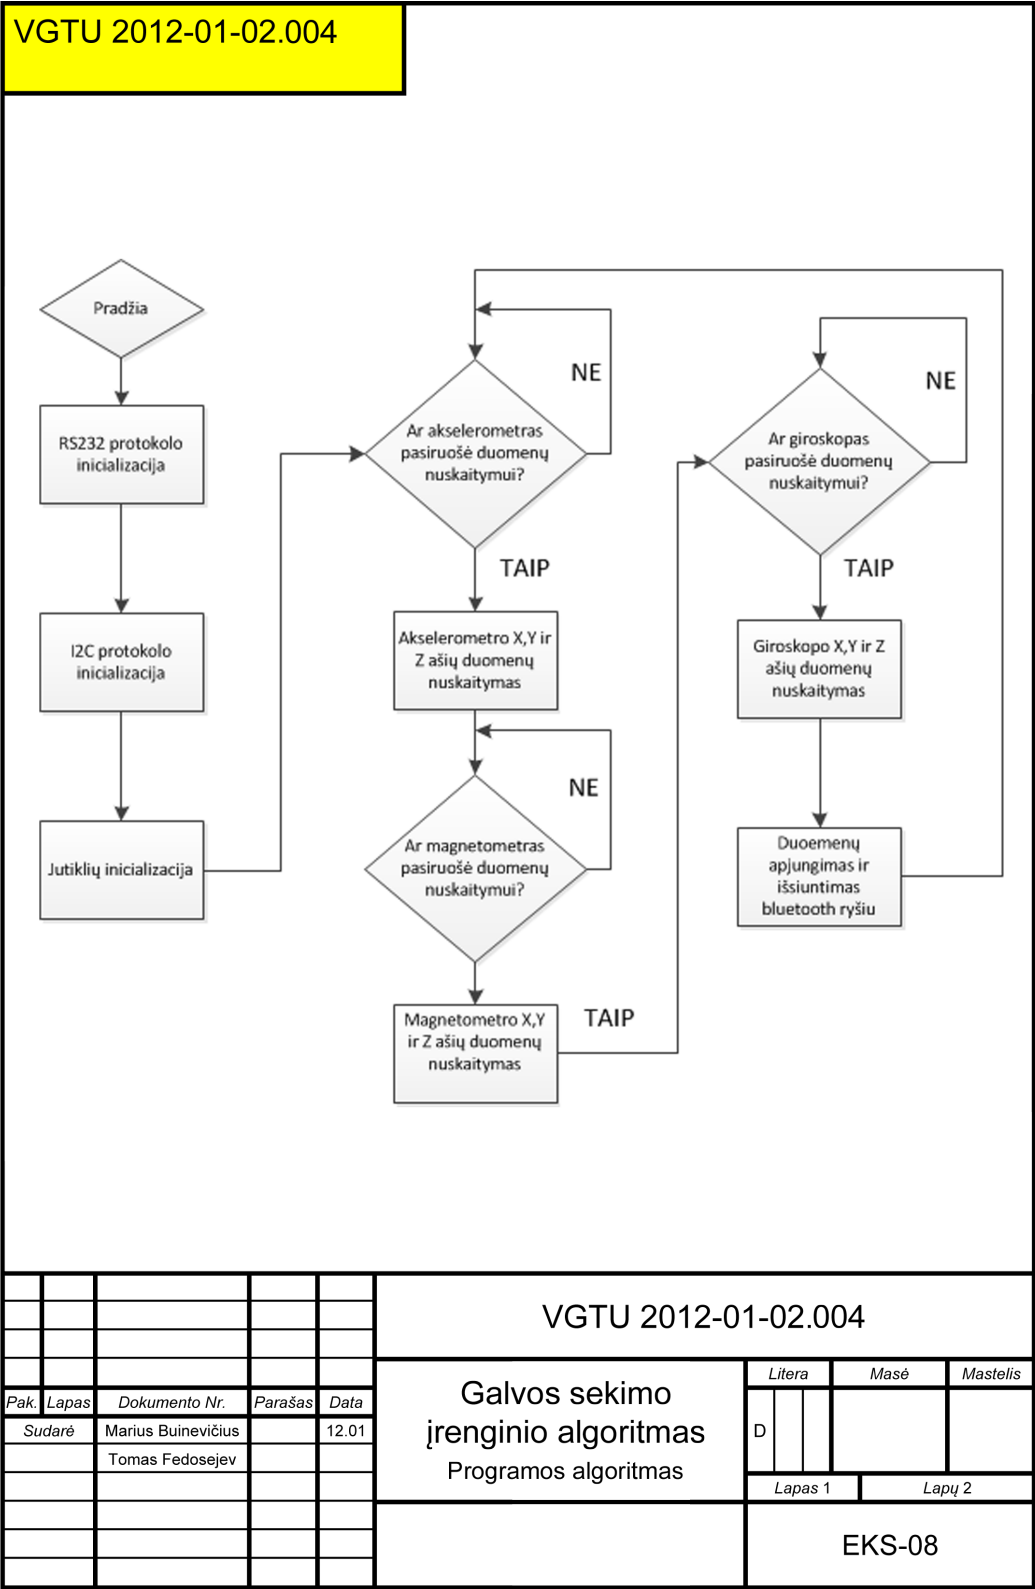 VGTU 2012-01-02.004
Pradžia
RS232 protokolo
inicializacija
I2C protokolo
inicializacija
Jutiklių inicializacija
Ar akselerometras
pasiruošė duomenų
nuskaitymui?
NE
TAIP
Akselerometro X,Y ir
Z ašių duomenų
nuskaitymas
Ar magnetometras
pasiruošė duomenų
nuskaitymui?
NE
TAIP
Magnetometro X,Y
ir Z ašių duomenų
nuskaitymas
Ar giroskopas
pasiruošė duomenų
nuskaitymui?
NE
TAIP
Giroskopo X,Y ir Z
ašių duomenų
nuskaitymas
Duoemenų
apjungimas ir
išsiuntimas
bluetooth ryšiu
VGTU 2012-01-02.004
Pak. Lapas Dokumento Nr. Parašas Data
Sudarė Marius Buinevičius 12.01
Tomas Fedosejev
Galvos sekimo
įrenginio algoritmas
Programos algoritmas
Litera Masė Mastelis
D
Lapas 1 Lapų 2
EKS-08